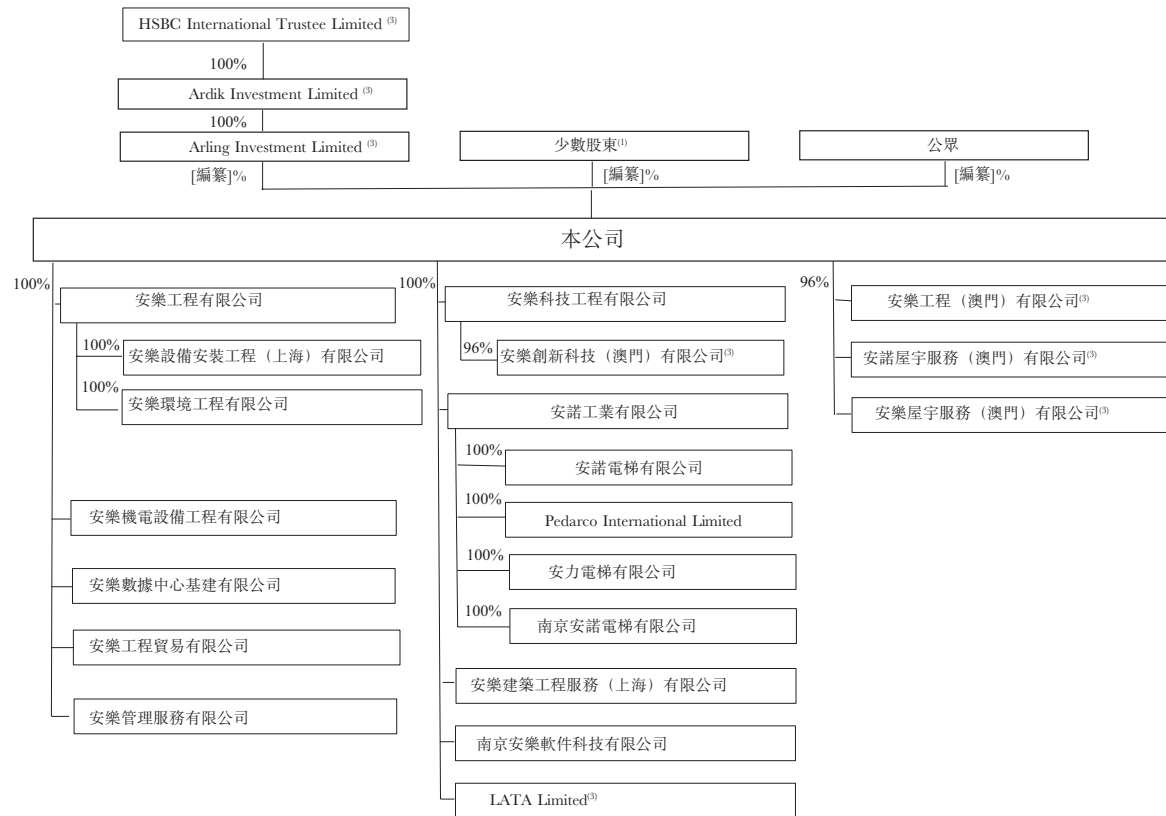 HSBC International Trustee Limited (3)
100%
Ardik Investment Limited (3)
100%
Arling Investment Limited (3)
少數股東(1)
公眾
[編纂]%
[編纂]%
[編纂]%
本公司
100%
100%
96%
安樂工程有限公司
安樂科技工程有限公司
安樂工程（澳門）有限公司(3)
100%
安樂設備安裝工程（上海）有限公司
96%
安樂創新科技（澳門）有限公司(3)
安諾屋宇服務（澳門）有限公司(3)
100%
安樂環境工程有限公司
安諾工業有限公司
安樂屋宇服務（澳門）有限公司(3)
100%
安諾電梯有限公司
安樂機電設備工程有限公司
100%
Pedarco International Limited
安樂數據中心基建有限公司
100%
安力電梯有限公司
安樂工程貿易有限公司
100%
南京安諾電梯有限公司
安樂管理服務有限公司
安樂建築工程服務（上海）有限公司
南京安樂軟件科技有限公司
LATA Limited(3)